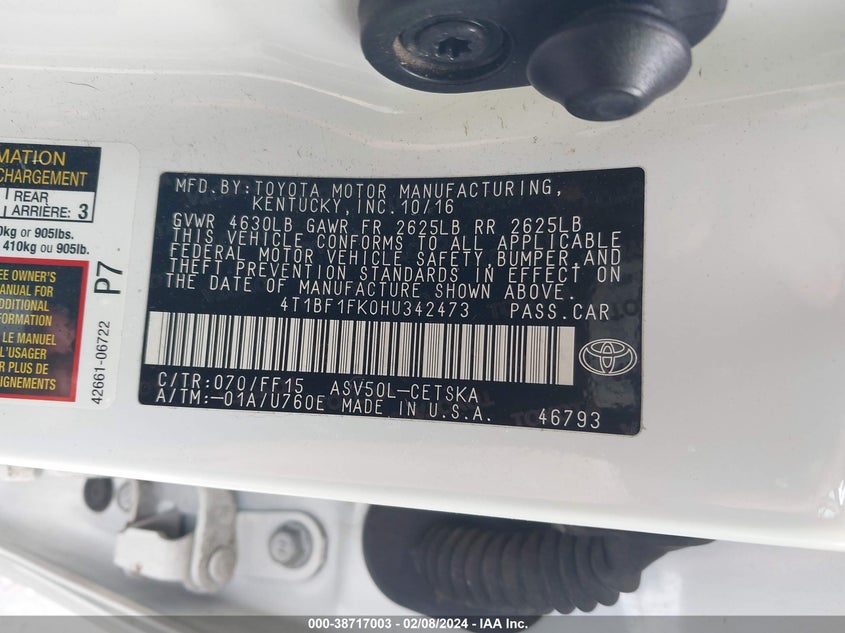 MATION
CHARGEMENT
REAR
ARRIÈRE: 3
0kg or 905lbs.
410kg ou 905lb.
EE OWNER'S
MANUAL FOR
ADDITIONAL
FORMATION
LE MANUEL
L'USAGER
R PLUS DE
IGNEMENTS
P7
42661-06722
MFD.BY:TOYOTA MOTOR MANUFACTURING,
KENTUCKY,INC.10/16
GVWR 4630LB GAWR FR 2625LB RR 2625LB
THIS VEHICLE CONFORMS TO ALL APPLICABLE
FEDERAL MOTOR VEHICLE SAFETY,BUMPER,AND
THEFT PREVENTION STANDARDS IN EFFECT ON
THE DATE OF MANUFACTURE SHOWN ABOVE.
4T1BF1FK0HU342473 PASS.CAR
C/TR:070/FF15 ASV50L-CETSKA
A/TM:-01A/U760E MADE IN U.S.A. 46793
000-38717003 - 02/08/2024 - IAA Inc.